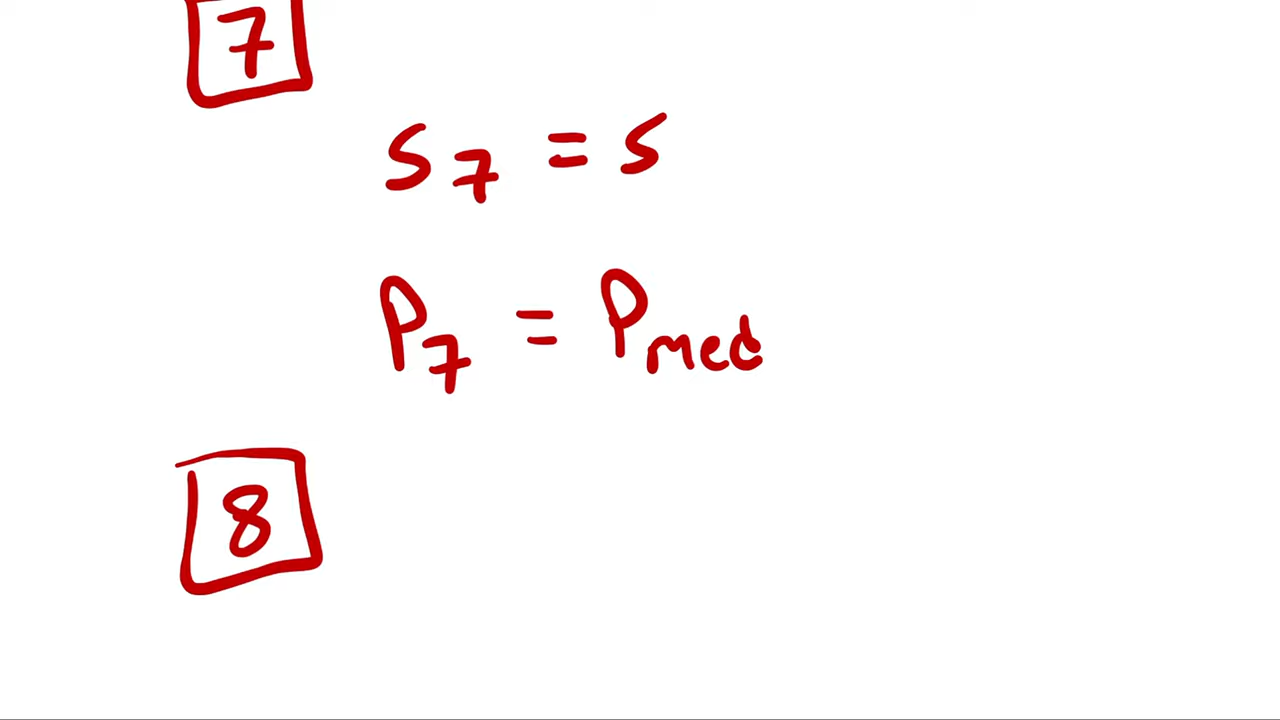 7
s₇ = s
P₇ = Pmed
8